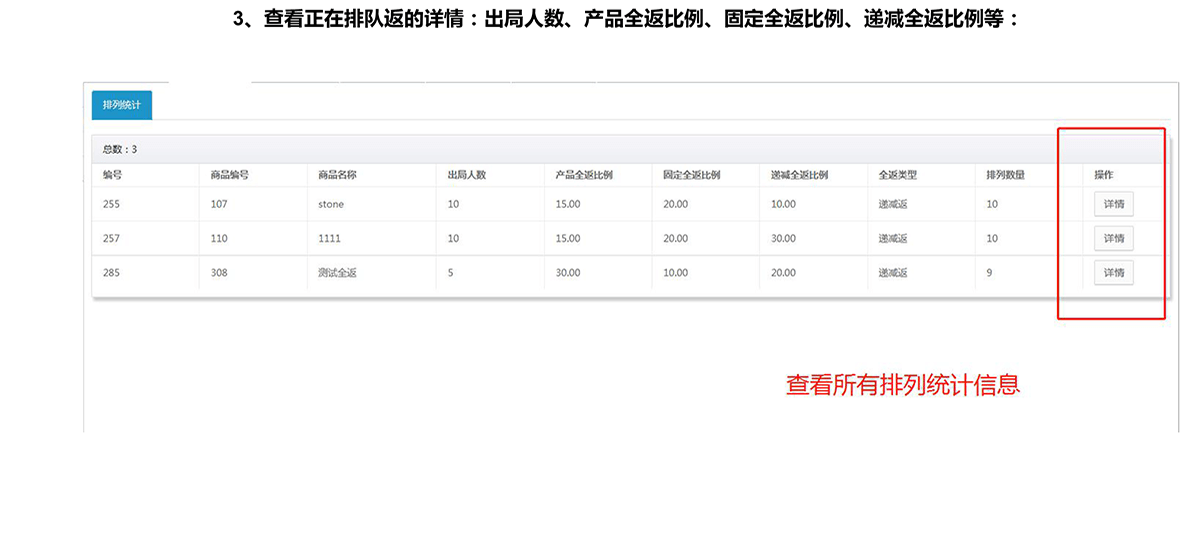 3、查看正在排队返的详情：出局人数、产品全返比例、固定全返比例、递减全返比例等：
排列统计
总数：3
编号 商品编号 商品名称 出局人数 产品全返比例 固定全返比例 递减全返比例 全返类型 排列数量 操作
255 107 stone 10 15.00 20.00 10.00 递减返 10 详情
257 110 1111 10 15.00 20.00 30.00 递减返 10 详情
285 308 测试全返 5 30.00 10.00 20.00 递减返 9 详情
查看所有排列统计信息